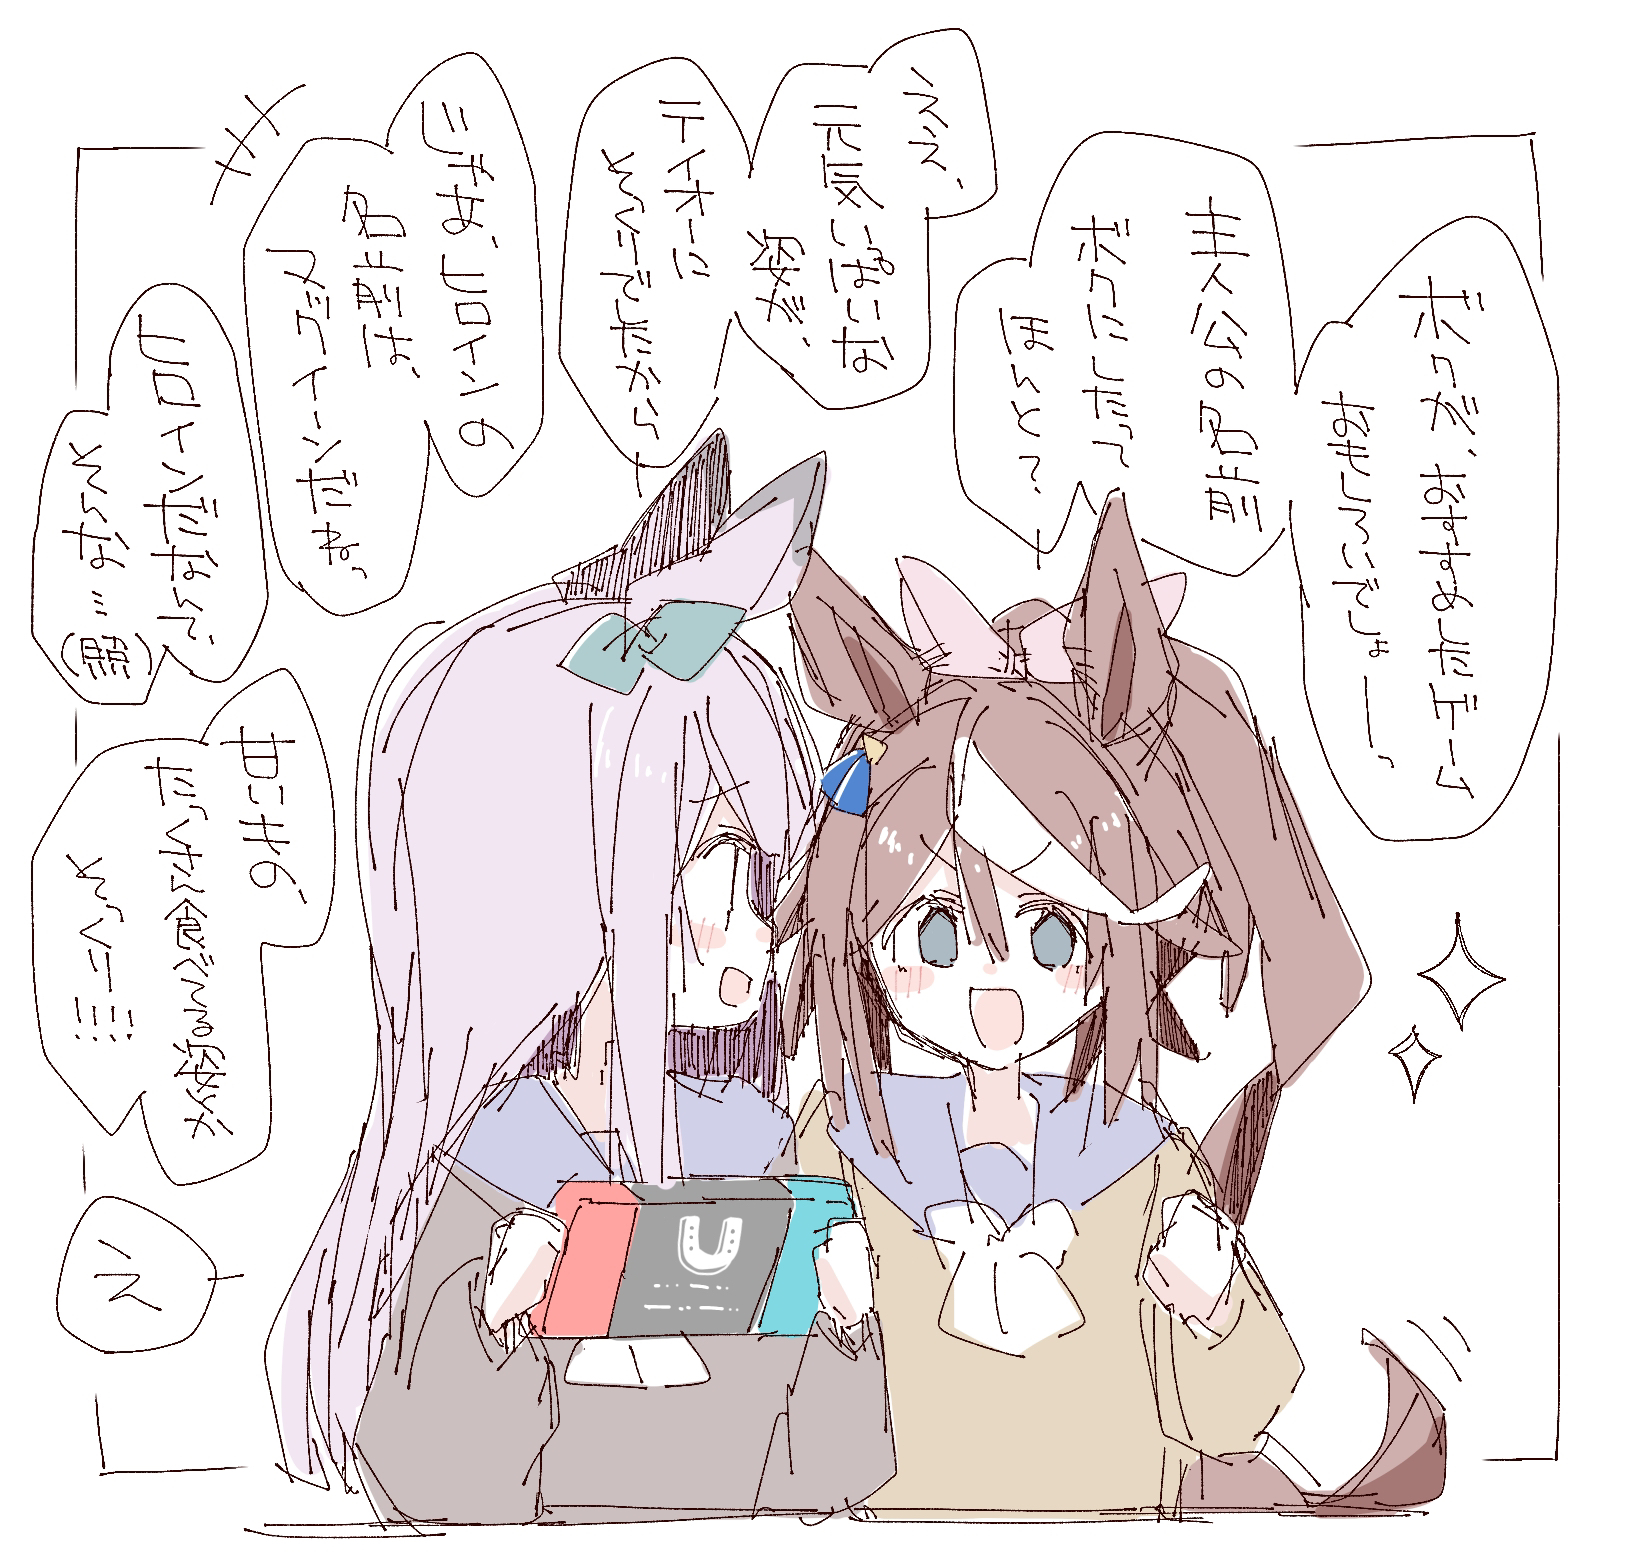 ボクが、おすすめしたゲーム
おもしろいでしょーっ
主人公の名前
ボクにしたって
ほんと？
ええ、
元気いっぱいな
姿が、
テイオーに
そっくりでしたから
じゃあ、ヒロインの
名前は、
マックイーンだね、
ヒロインだなんて、
そんな…(照)
甘いもの、
たっくさん食べてる姿が
そっくり!!!!
え
U